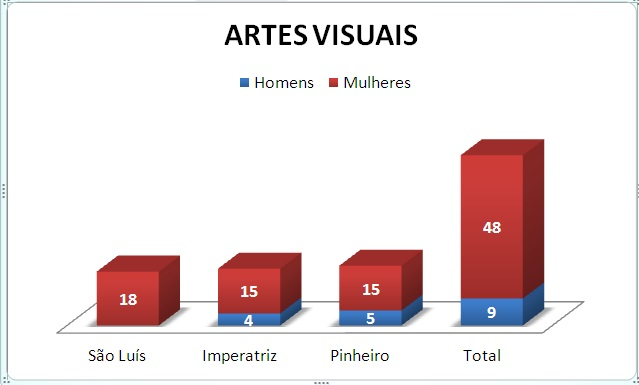 ARTES VISUAIS
Homens Mulheres
48
18 15 15
4 5 9
São Luís Imperatriz Pinheiro Total